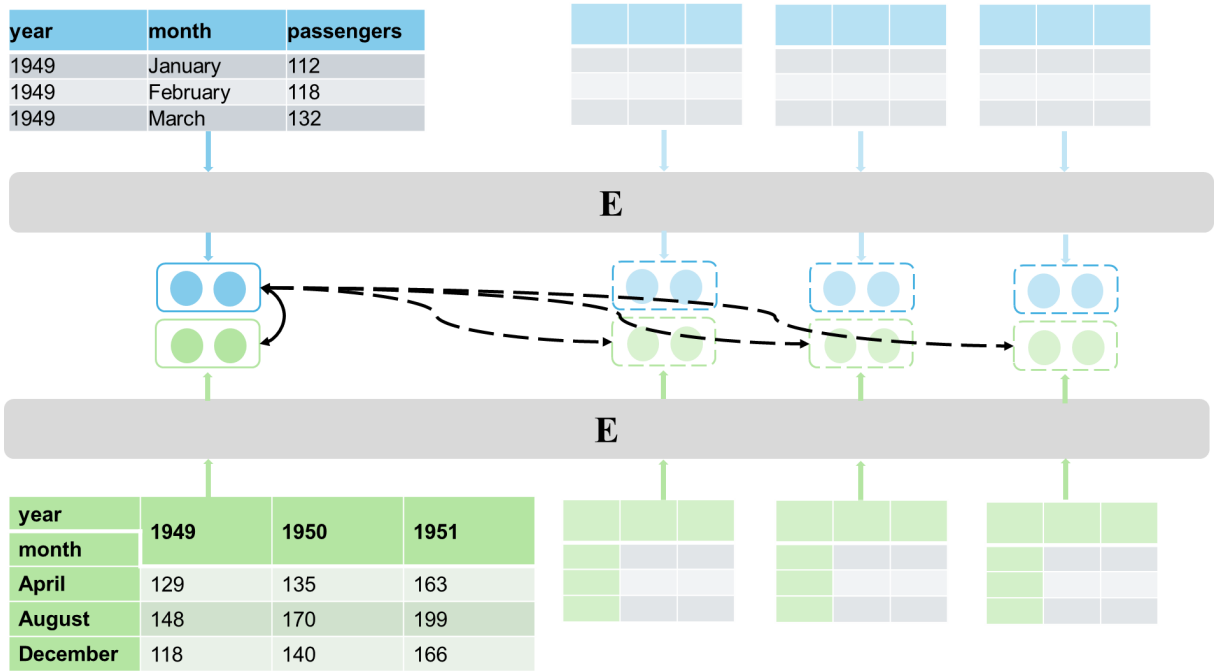 year month passengers
1949 January 112
1949 February 118
1949 March 132
E
E
year 1949 1950 1951
month
April 129 135 163
August 148 170 199
December 118 140 166